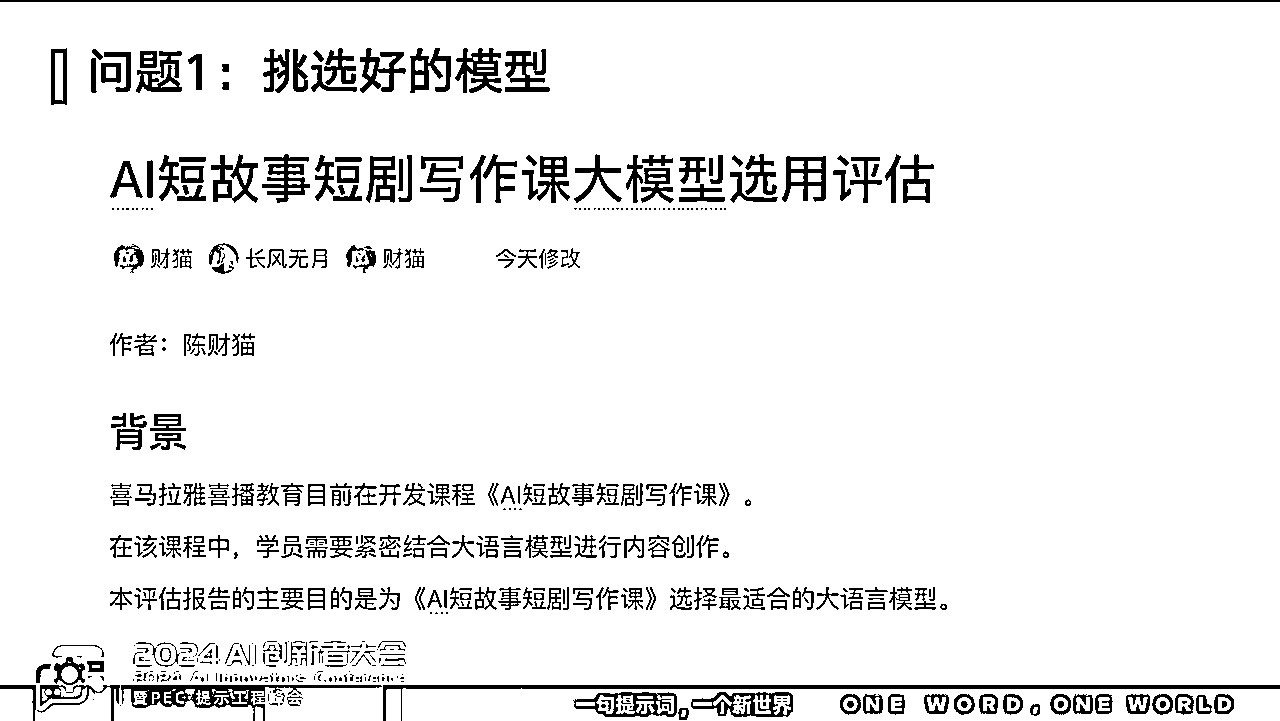 问题1：挑选好的模型
AI短故事短剧写作课大模型选用评估
财猫 长风无月 财猫 今天修改
作者：陈财猫
背景
喜马拉雅喜播教育目前在开发课程《AI短故事短剧写作课》。
在该课程中，学员需要紧密结合大语言模型进行内容创作。
本评估报告的主要目的是为《AI短故事短剧写作课》选择最适合的大语言模型。
2024 AI 创新者大会
2024 AI Innovators Conference
暨PEC·提示工程峰会
一句提示词，一个新世界
ONE WORD, ONE WORLD